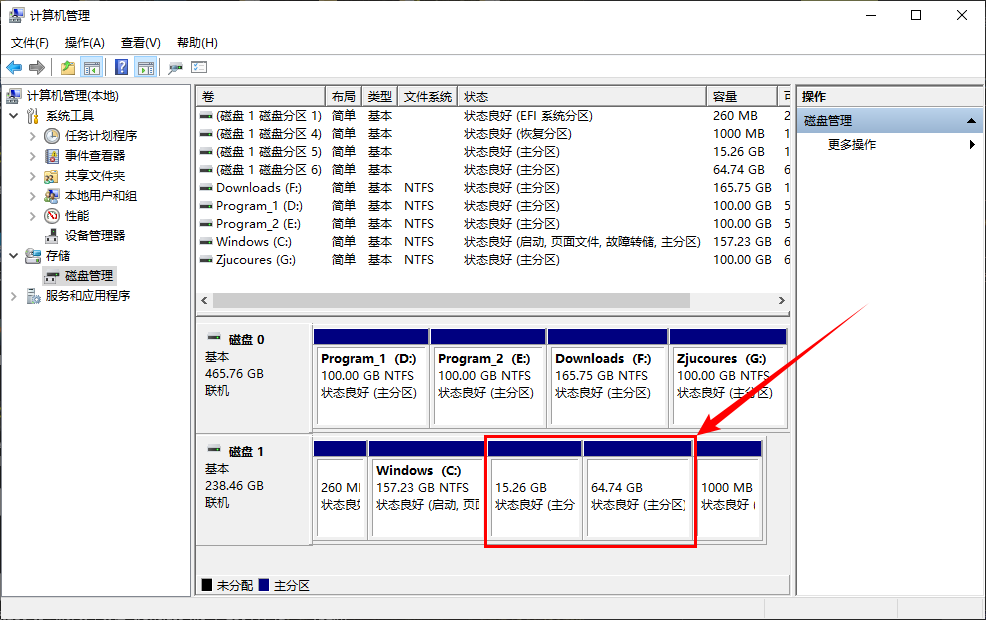 计算机管理
文件(F) 操作(A) 查看(V) 帮助(H)
计算机管理(本地)
系统工具
任务计划程序
事件查看器
共享文件夹
本地用户和组
性能
设备管理器
存储
磁盘管理
服务和应用程序
卷 布局 类型 文件系统 状态 容量
(磁盘 1 磁盘分区 1) 简单 基本 状态良好 (EFI 系统分区) 260 MB 2
(磁盘 1 磁盘分区 4) 简单 基本 状态良好 (恢复分区) 1000 MB 1
(磁盘 1 磁盘分区 5) 简单 基本 状态良好 (主分区) 15.26 GB 1
(磁盘 1 磁盘分区 6) 简单 基本 状态良好 (主分区) 64.74 GB 6
Downloads (F:) 简单 基本 NTFS 状态良好 (主分区) 165.75 GB 1
Program_1 (D:) 简单 基本 NTFS 状态良好 (主分区) 100.00 GB 5
Program_2 (E:) 简单 基本 NTFS 状态良好 (主分区) 100.00 GB 5
Windows (C:) 简单 基本 NTFS 状态良好 (启动, 页面文件, 故障转储, 主分区) 157.23 GB 6
Zjucoures (G:) 简单 基本 NTFS 状态良好 (主分区) 100.00 GB 6
磁盘 0
基本
465.76 GB
联机
Program_1 (D:)
100.00 GB NTFS
状态良好 (主分区)
Program_2 (E:)
100.00 GB NTFS
状态良好 (主分区)
Downloads (F:)
165.75 GB NTFS
状态良好 (主分区)
Zjucoures (G:)
100.00 GB NTFS
状态良好 (主分区)
磁盘 1
基本
238.46 GB
联机
260 MI
状态良
Windows (C:)
157.23 GB NTFS
状态良好 (启动, 页
15.26 GB
状态良好 (主分
64.74 GB
状态良好 (主分区)
1000 MB
状态良好 (
未分配 主分区
操作
磁盘管理
更多操作